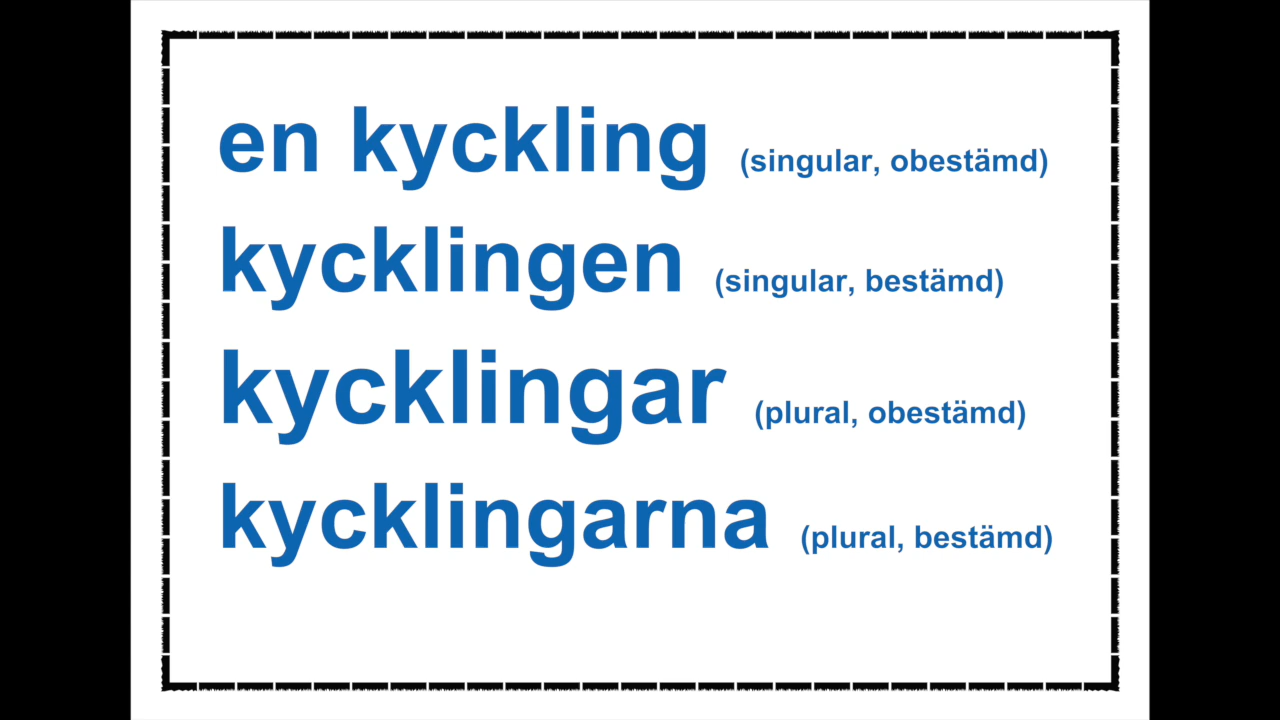 en kyckling (singular, obestämd)
kycklingen (singular, bestämd)
kycklingar (plural, obestämd)
kycklingarna (plural, bestämd)